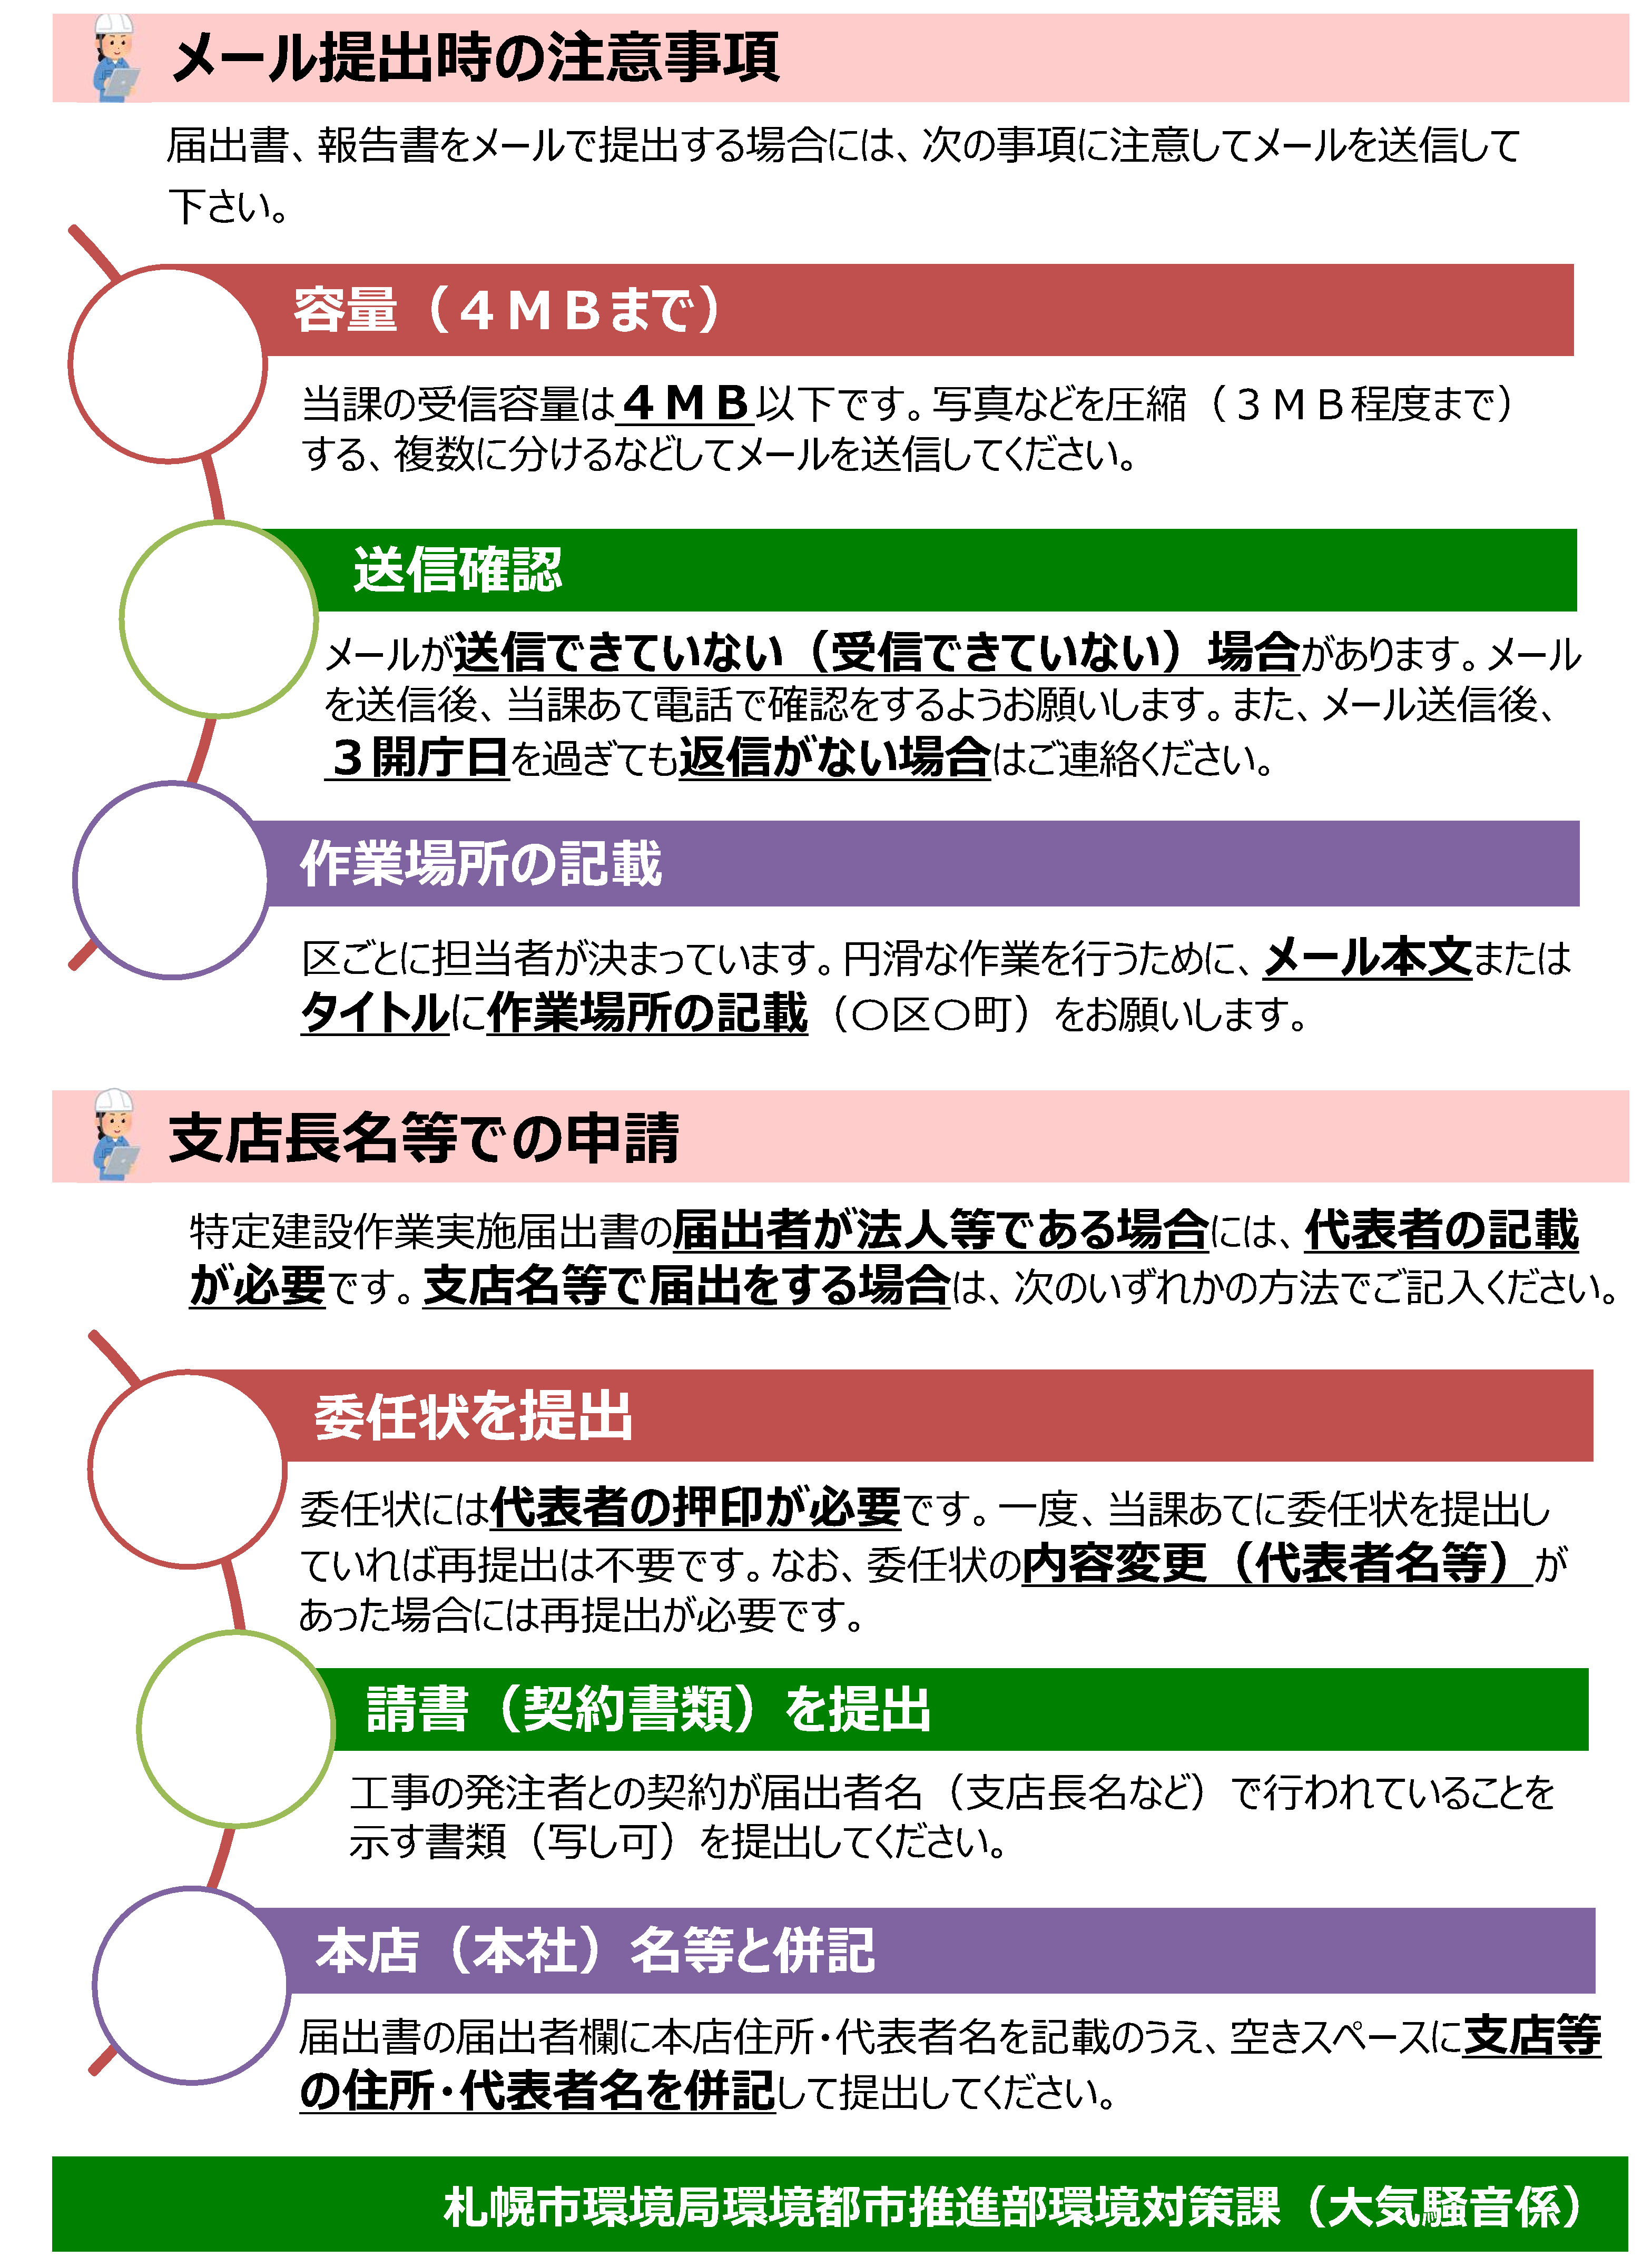 メール提出時の注意事項
届出書、報告書をメールで提出する場合には、次の事項に注意してメールを送信して
下さい。
容量（４ＭＢまで）
当課の受信容量は４ＭＢ以下です。写真などを圧縮（３ＭＢ程度まで）
する、複数に分けるなどしてメールを送信してください。
送信確認
メールが送信できていない（受信できていない）場合があります。メール
を送信後、当課あて電話で確認をするようお願いします。また、メール送信後、
３開庁日を過ぎても返信がない場合はご連絡ください。
作業場所の記載
区ごとに担当者が決まっています。円滑な作業を行うために、メール本文または
タイトルに作業場所の記載（〇区〇町）をお願いします。
支店長名等での申請
特定建設作業実施届出書の届出者が法人等である場合には、代表者の記載
が必要です。支店名等で届出をする場合は、次のいずれかの方法でご記入ください。
委任状を提出
委任状には代表者の押印が必要です。一度、当課あてに委任状を提出し
ていれば再提出は不要です。なお、委任状の内容変更（代表者名等）が
あった場合には再提出が必要です。
請書（契約書類）を提出
工事の発注者との契約が届出者名（支店長名など）で行われていることを
示す書類（写し可）を提出してください。
本店（本社）名等と併記
届出書の届出者欄に本店住所・代表者名を記載のうえ、空きスペースに支店等
の住所・代表者名を併記して提出してください。
札幌市環境局環境都市推進部環境対策課（大気騒音係）